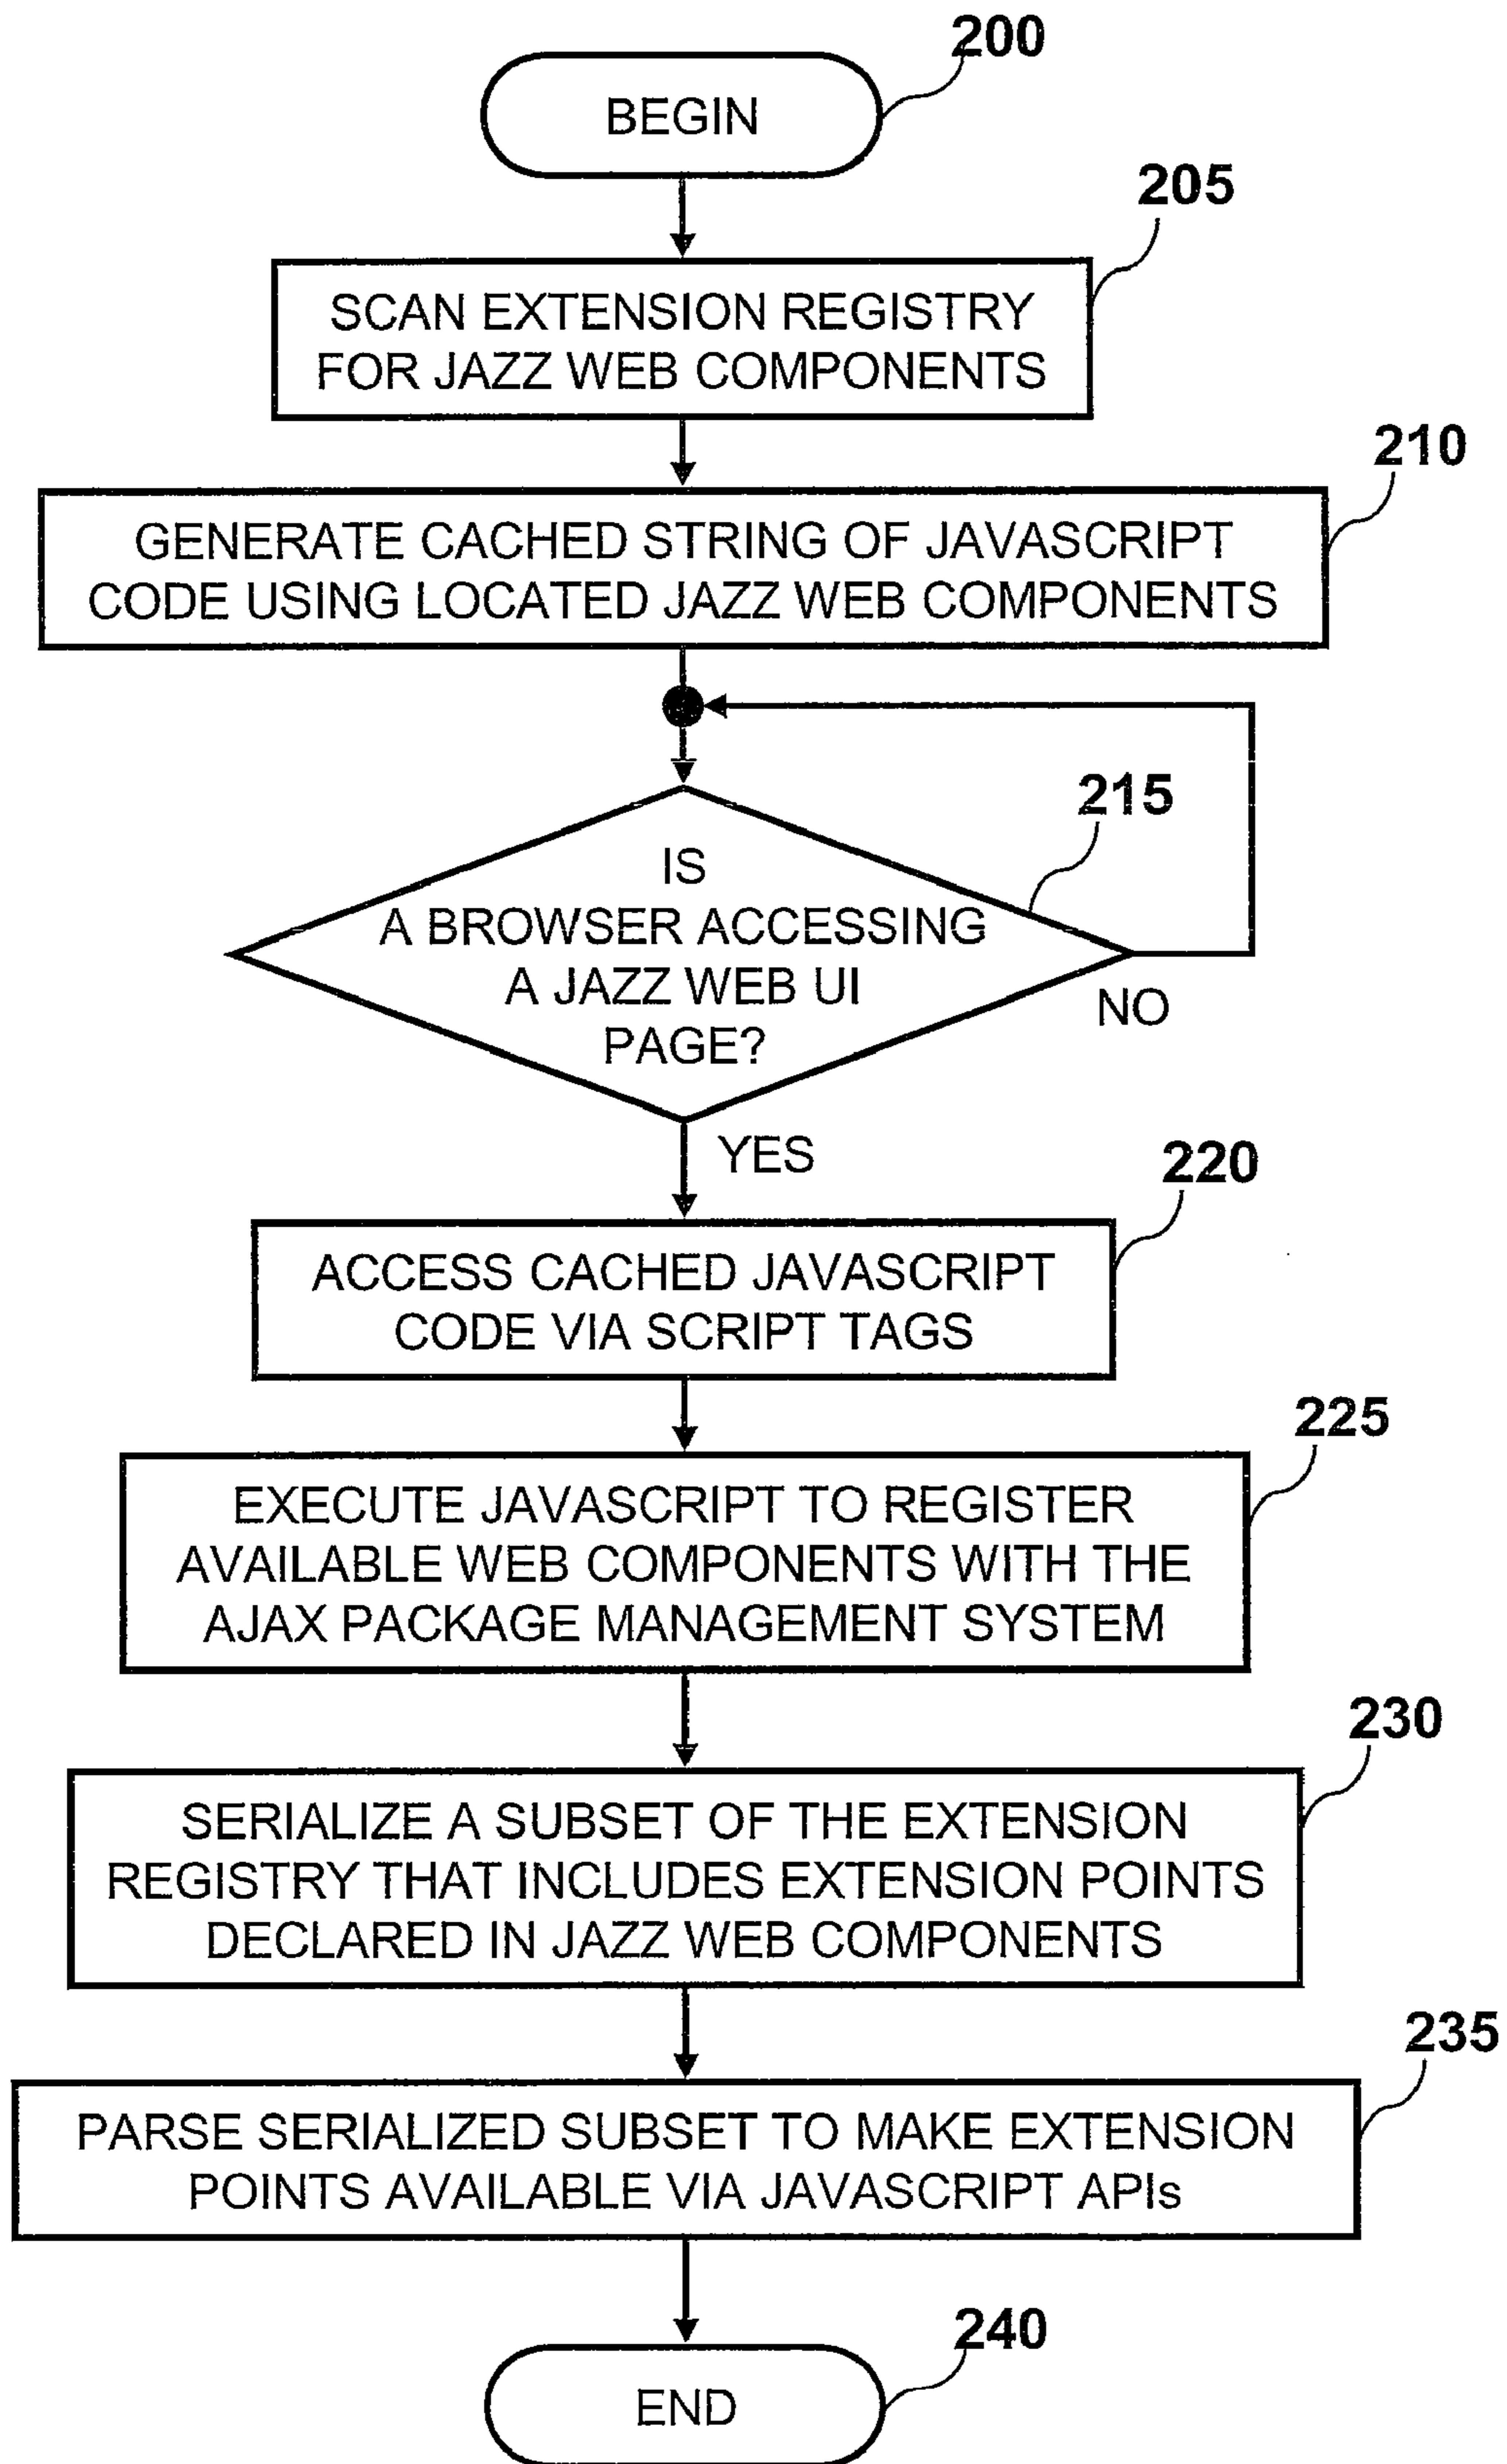 200
BEGIN
205
SCAN EXTENSION REGISTRY
FOR JAZZ WEB COMPONENTS
210
GENERATE CACHED STRING OF JAVASCRIPT
CODE USING LOCATED JAZZ WEB COMPONENTS
215
IS
A BROWSER ACCESSING
A JAZZ WEB UI
PAGE?
NO
YES
220
ACCESS CACHED JAVASCRIPT
CODE VIA SCRIPT TAGS
225
EXECUTE JAVASCRIPT TO REGISTER
AVAILABLE WEB COMPONENTS WITH THE
AJAX PACKAGE MANAGEMENT SYSTEM
230
SERIALIZE A SUBSET OF THE EXTENSION
REGISTRY THAT INCLUDES EXTENSION POINTS
DECLARED IN JAZZ WEB COMPONENTS
235
PARSE SERIALIZED SUBSET TO MAKE EXTENSION
POINTS AVAILABLE VIA JAVASCRIPT APIs
240
END